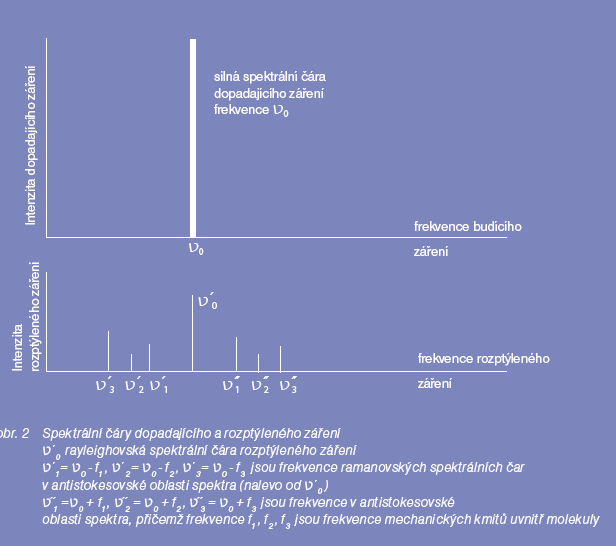 Intenzita dopadajícího záření
silná spektrální čára
dopadajícího záření
frekvence υ₀
frekvence budicího
záření
υ₀
Intenzita
rozptýleného záření
υ´₀
frekvence rozptýleného
záření
υ´₃ υ´₂ υ´₁ υ˝₁ υ˝₂ υ˝₃
obr. 2 Spektrální čáry dopadajícího a rozptýleného záření
υ´₀ rayleighovská spektrální čára rozptýleného záření
υ´₁= υ₀ - f₁, υ´₂= υ₀ - f₂, υ´₃= υ₀ - f₃ jsou frekvence ramanovských spektrálních čar
v antistokesovské oblasti spektra (nalevo od υ´₀)
υ˝₁ =υ₀ + f₁, υ˝₂ = υ₀ + f₂, υ˝₃ = υ₀ + f₃ jsou frekvence v antistokesovské
oblasti spektra, přičemž frekvence f₁, f₂, f₃ jsou frekvence mechanických kmitů uvnitř molekuly